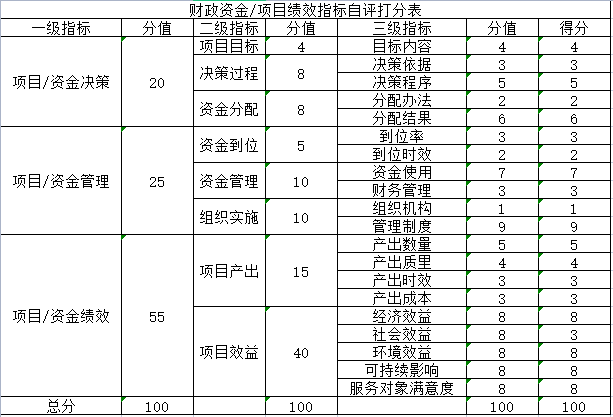 财政资金/项目绩效指标自评打分表
一级指标 分值 二级指标 分值 三级指标 分值 得分
项目/资金决策 20 项目目标 4 目标内容 4 4
决策过程 8 决策依据 3 3
决策程序 5 5
资金分配 8 分配办法 2 2
分配结果 6 6
项目/资金管理 25 资金到位 5 到位率 3 3
到位时效 2 2
资金管理 10 资金使用 7 7
财务管理 3 3
组织实施 10 组织机构 1 1
管理制度 9 9
项目/资金绩效 55 项目产出 15 产出数量 5 5
产出质里 4 4
产出时效 3 3
产出成本 3 3
项目效益 40 经济效益 8 8
社会效益 8 3
环境效益 8 8
可持续影响 8 8
服务对象满意度 8 8
总分 100 100 100 100